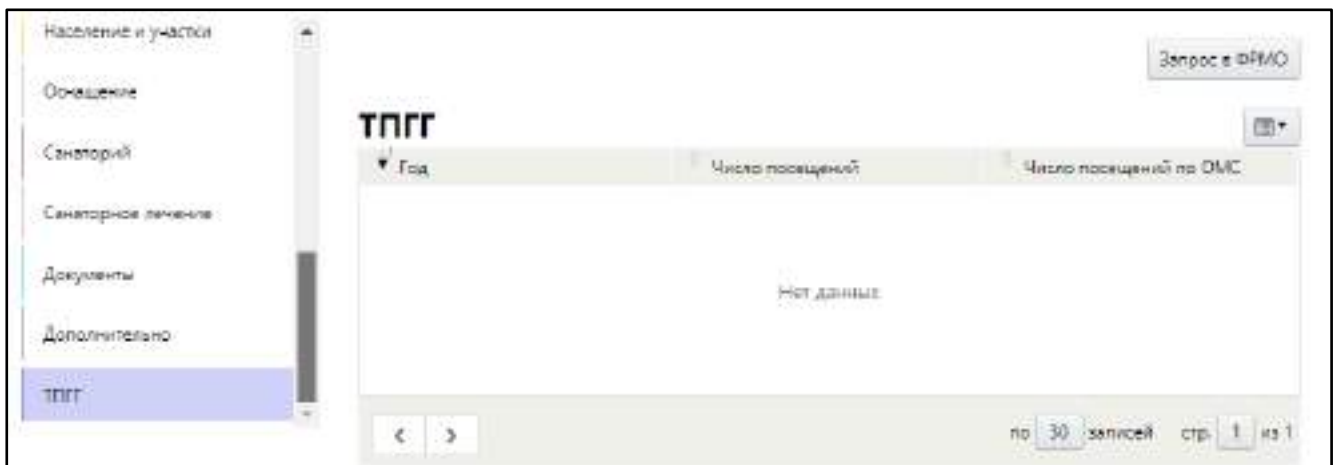 Население и участки
Оснащение
Санаторий
Санаторное лечение
Документы
Дополнительно
ТПГГ
Запрос в ФРМО
ТПГГ
Год
Число посещений
Число посещений по ОМС
Нет данных
по 30 записей стр. 1 из 1